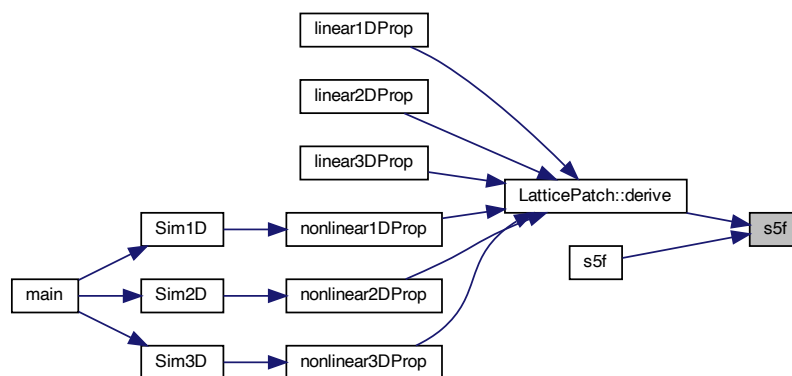 linear1DProp
linear2DProp
linear3DProp
LatticePatch::derive
Sim1D
nonlinear1DProp
s5f
s5f
main
Sim2D
nonlinear2DProp
Sim3D
nonlinear3DProp